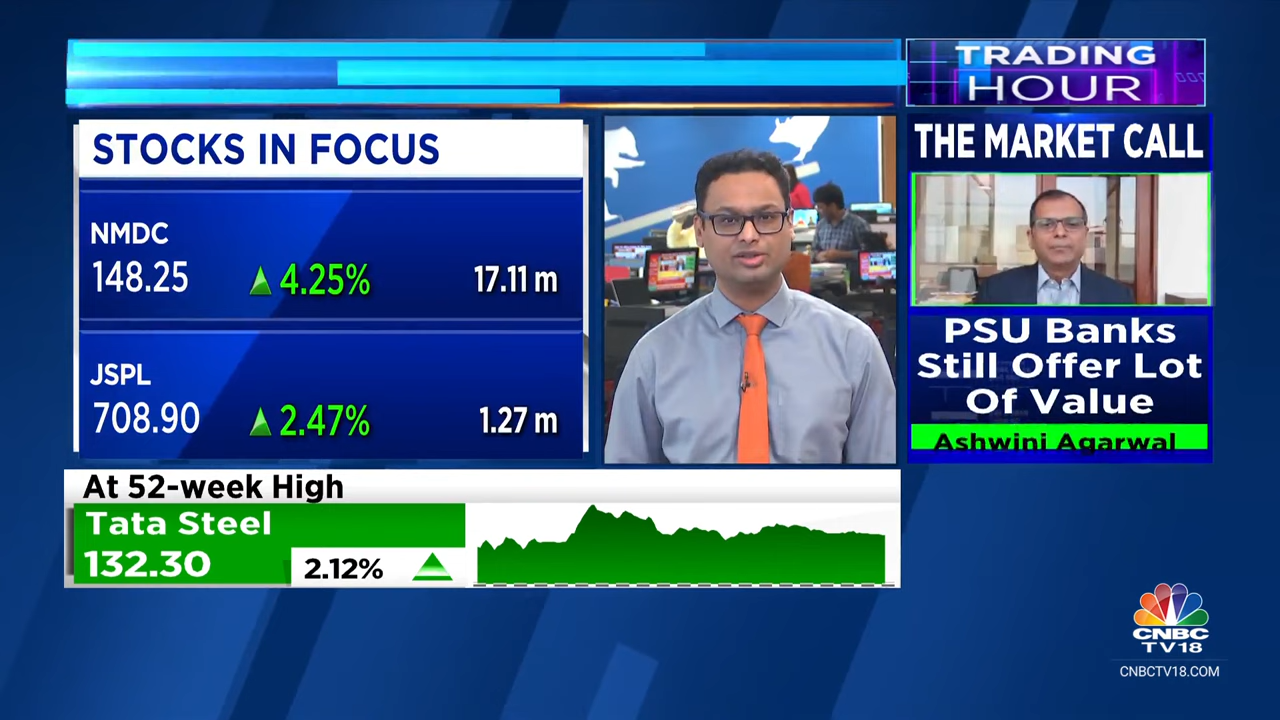 TRADING
HOUR
STOCKS IN FOCUS
NMDC
148.25 4.25% 17.11 m
JSPL
708.90 2.47% 1.27 m
THE MARKET CALL
PSU Banks
Still Offer Lot
Of Value
Ashwini Agarwal
At 52-week High
Tata Steel
132.30 2.12%
CNBC
TV18
CNBCTV18.COM